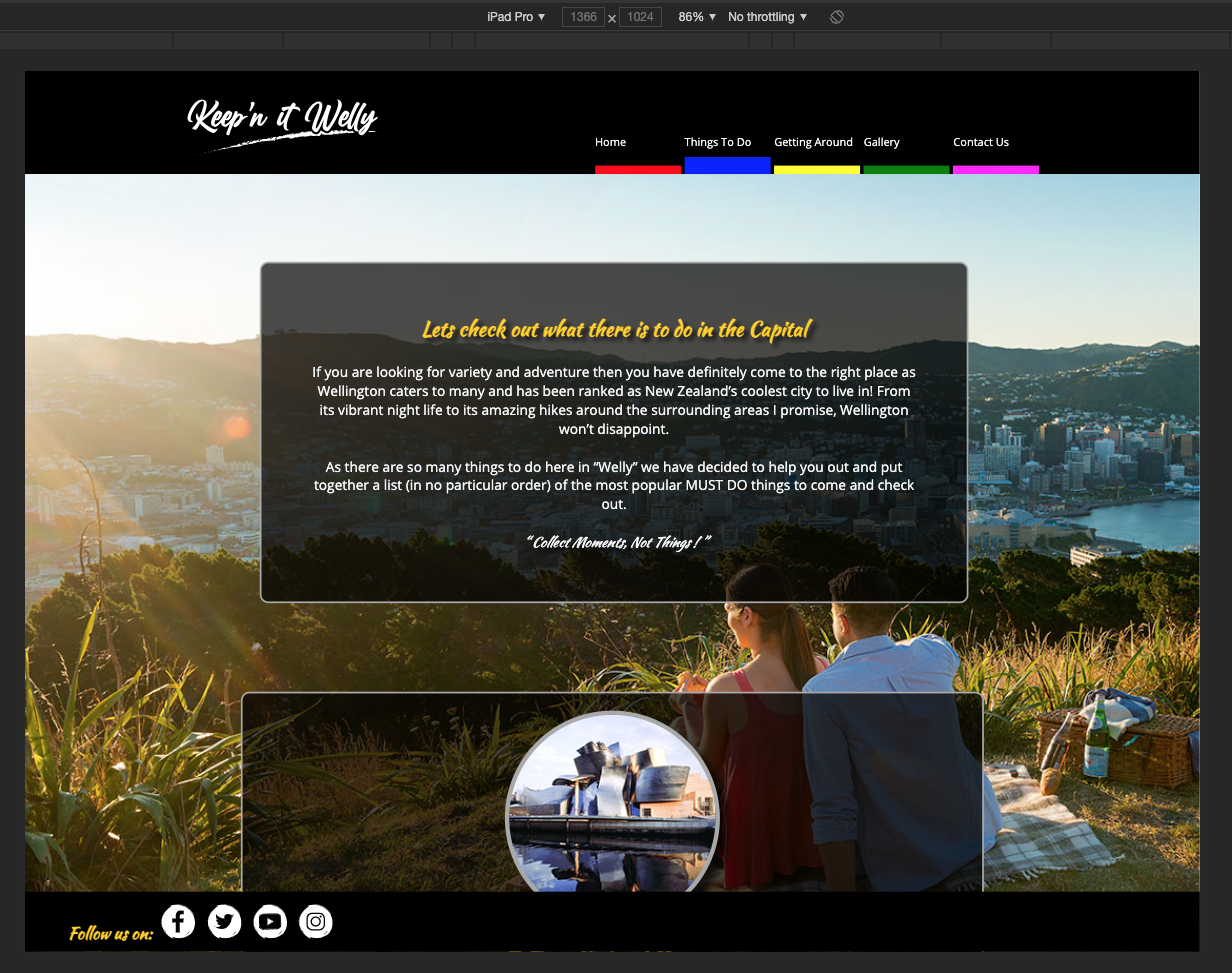 iPad Pro ▼ 1366 × 1024 86% ▼ No throttling ▼
Keep'n it Welly
Home Things To Do Getting Around Gallery Contact Us
Lets check out what there is to do in the Capital
If you are looking for variety and adventure then you have definitely come to the right place as
Wellington caters to many and has been ranked as New Zealand’s coolest city to live in! From
its vibrant night life to its amazing hikes around the surrounding areas I promise, Wellington
won’t disappoint.
As there are so many things to do here in “Welly” we have decided to help you out and put
together a list (in no particular order) of the most popular MUST DO things to come and check
out.
“Collect Moments, Not Things! ”
Follow us on: